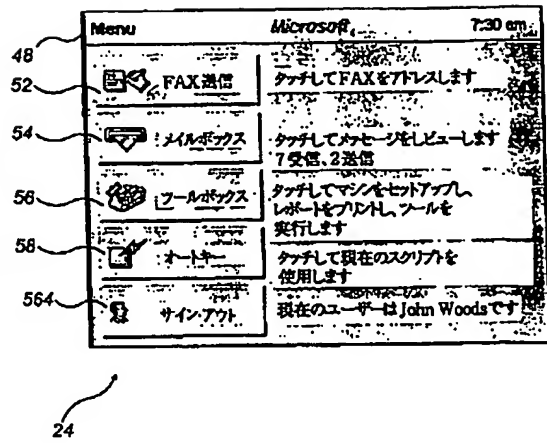 Menu Microsoft 7:30 am
48
52 FAX送信 タッチしてFAXをアドレスします
54 メイルボックス タッチしてメッセージをレビューします
7受信、2送信
56 ツールボックス タッチしてマシンをセットアップし、
レポートをプリントし、ツールを
実行します
58 オートキー タッチして現在のスクリプトを
使用します
564 サイン・アウト 現在のユーザーはJohn Woodsです
24